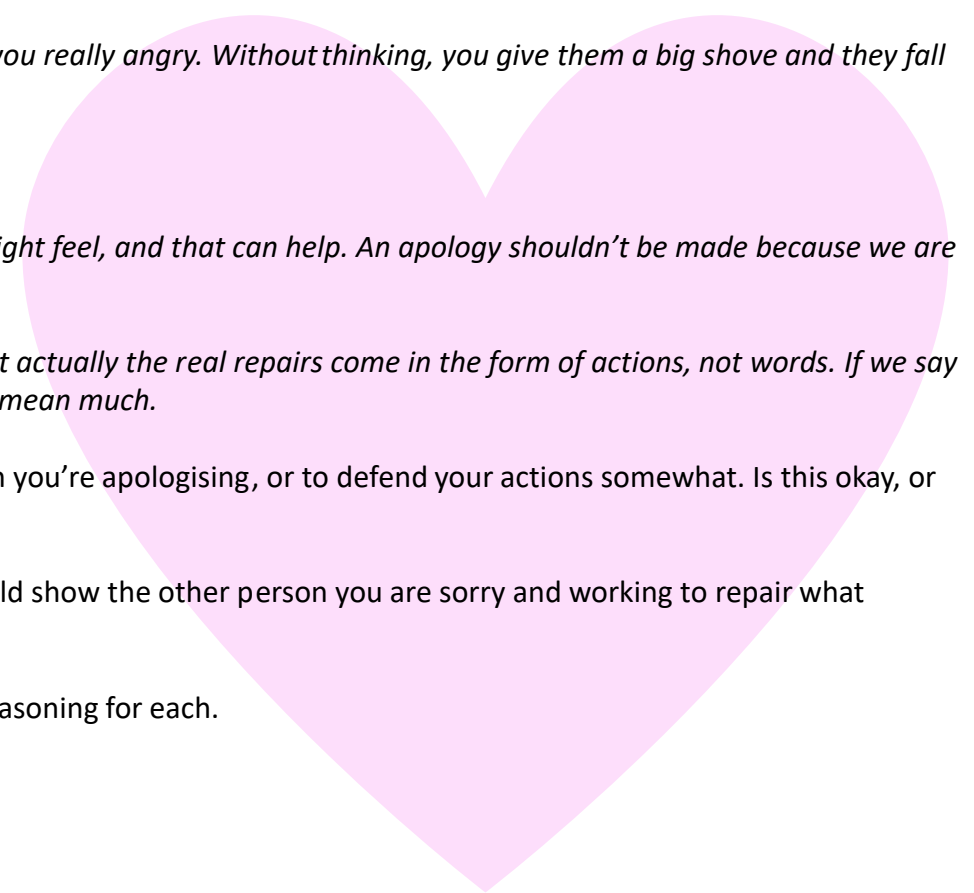 you really angry. Without thinking, you give them a big shove and they fall
ight feel, and that can help. An apology shouldn’t be made because we are
t actually the real repairs come in the form of actions, not words. If we say
mean much.
n you’re apologising, or to defend your actions somewhat. Is this okay, or
ld show the other person you are sorry and working to repair what
asoning for each.